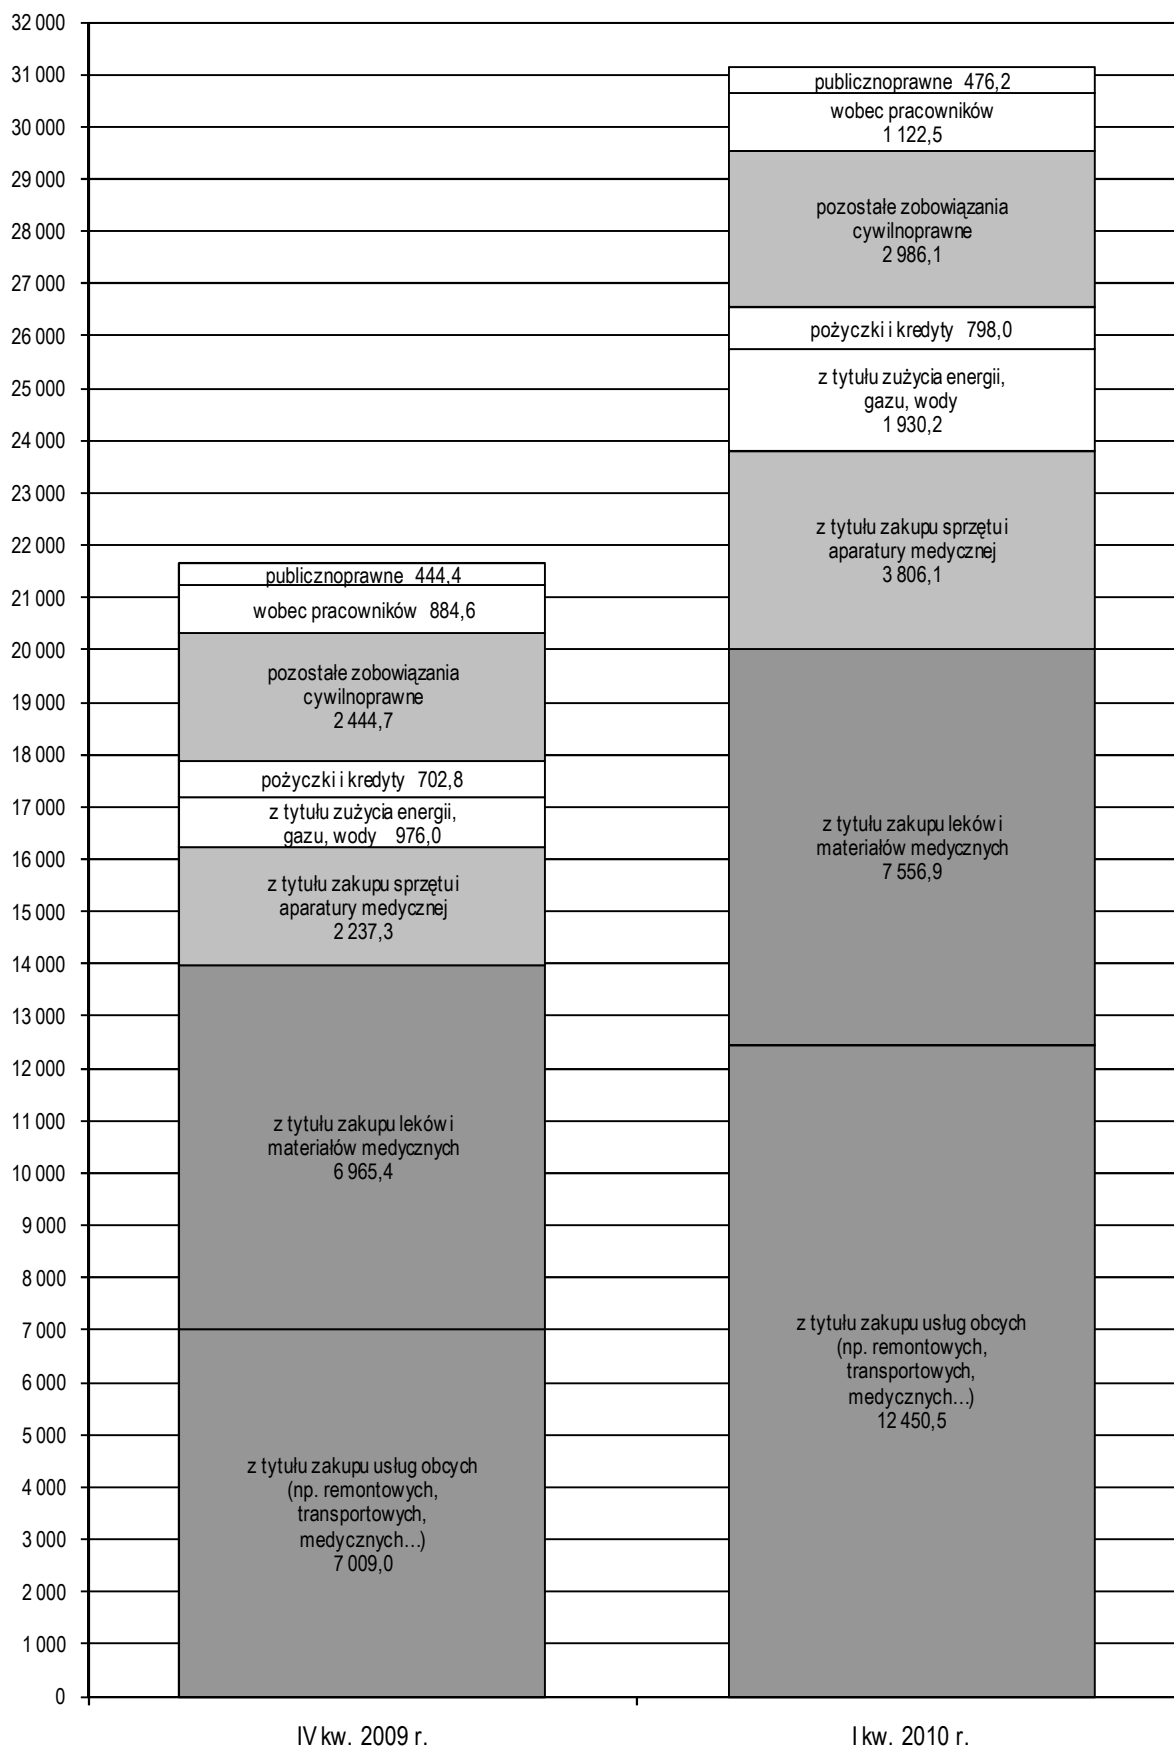 32 000
31 000
30 000
29 000
28 000
27 000
26 000
25 000
24 000
23 000
22 000
21 000
20 000
19 000
18 000
17 000
16 000
15 000
14 000
13 000
12 000
11 000
10 000
9 000
8 000
7 000
6 000
5 000
4 000
3 000
2 000
1 000
0
publicznoprawne 444,4
wobec pracowników 884,6
pozostałe zobowiązania
cywilnoprawne
2 444,7
pożyczki i kredyty 702,8
z tytułu zużycia energii,
gazu, wody 976,0
z tytułu zakupu sprzętu i
aparatury medycznej
2 237,3
z tytułu zakupu leków i
materiałów medycznych
6 965,4
z tytułu zakupu usług obcych
(np. remontowych,
transportowych,
medycznych…)
7 009,0
publicznoprawne 476,2
wobec pracowników
1 122,5
pozostałe zobowiązania
cywilnoprawne
2 986,1
pożyczki i kredyty 798,0
z tytułu zużycia energii,
gazu, wody
1 930,2
z tytułu zakupu sprzętu i
aparatury medycznej
3 806,1
z tytułu zakupu leków i
materiałów medycznych
7 556,9
z tytułu zakupu usług obcych
(np. remontowych,
transportowych,
medycznych…)
12 450,5
IV kw. 2009 r.
I kw. 2010 r.